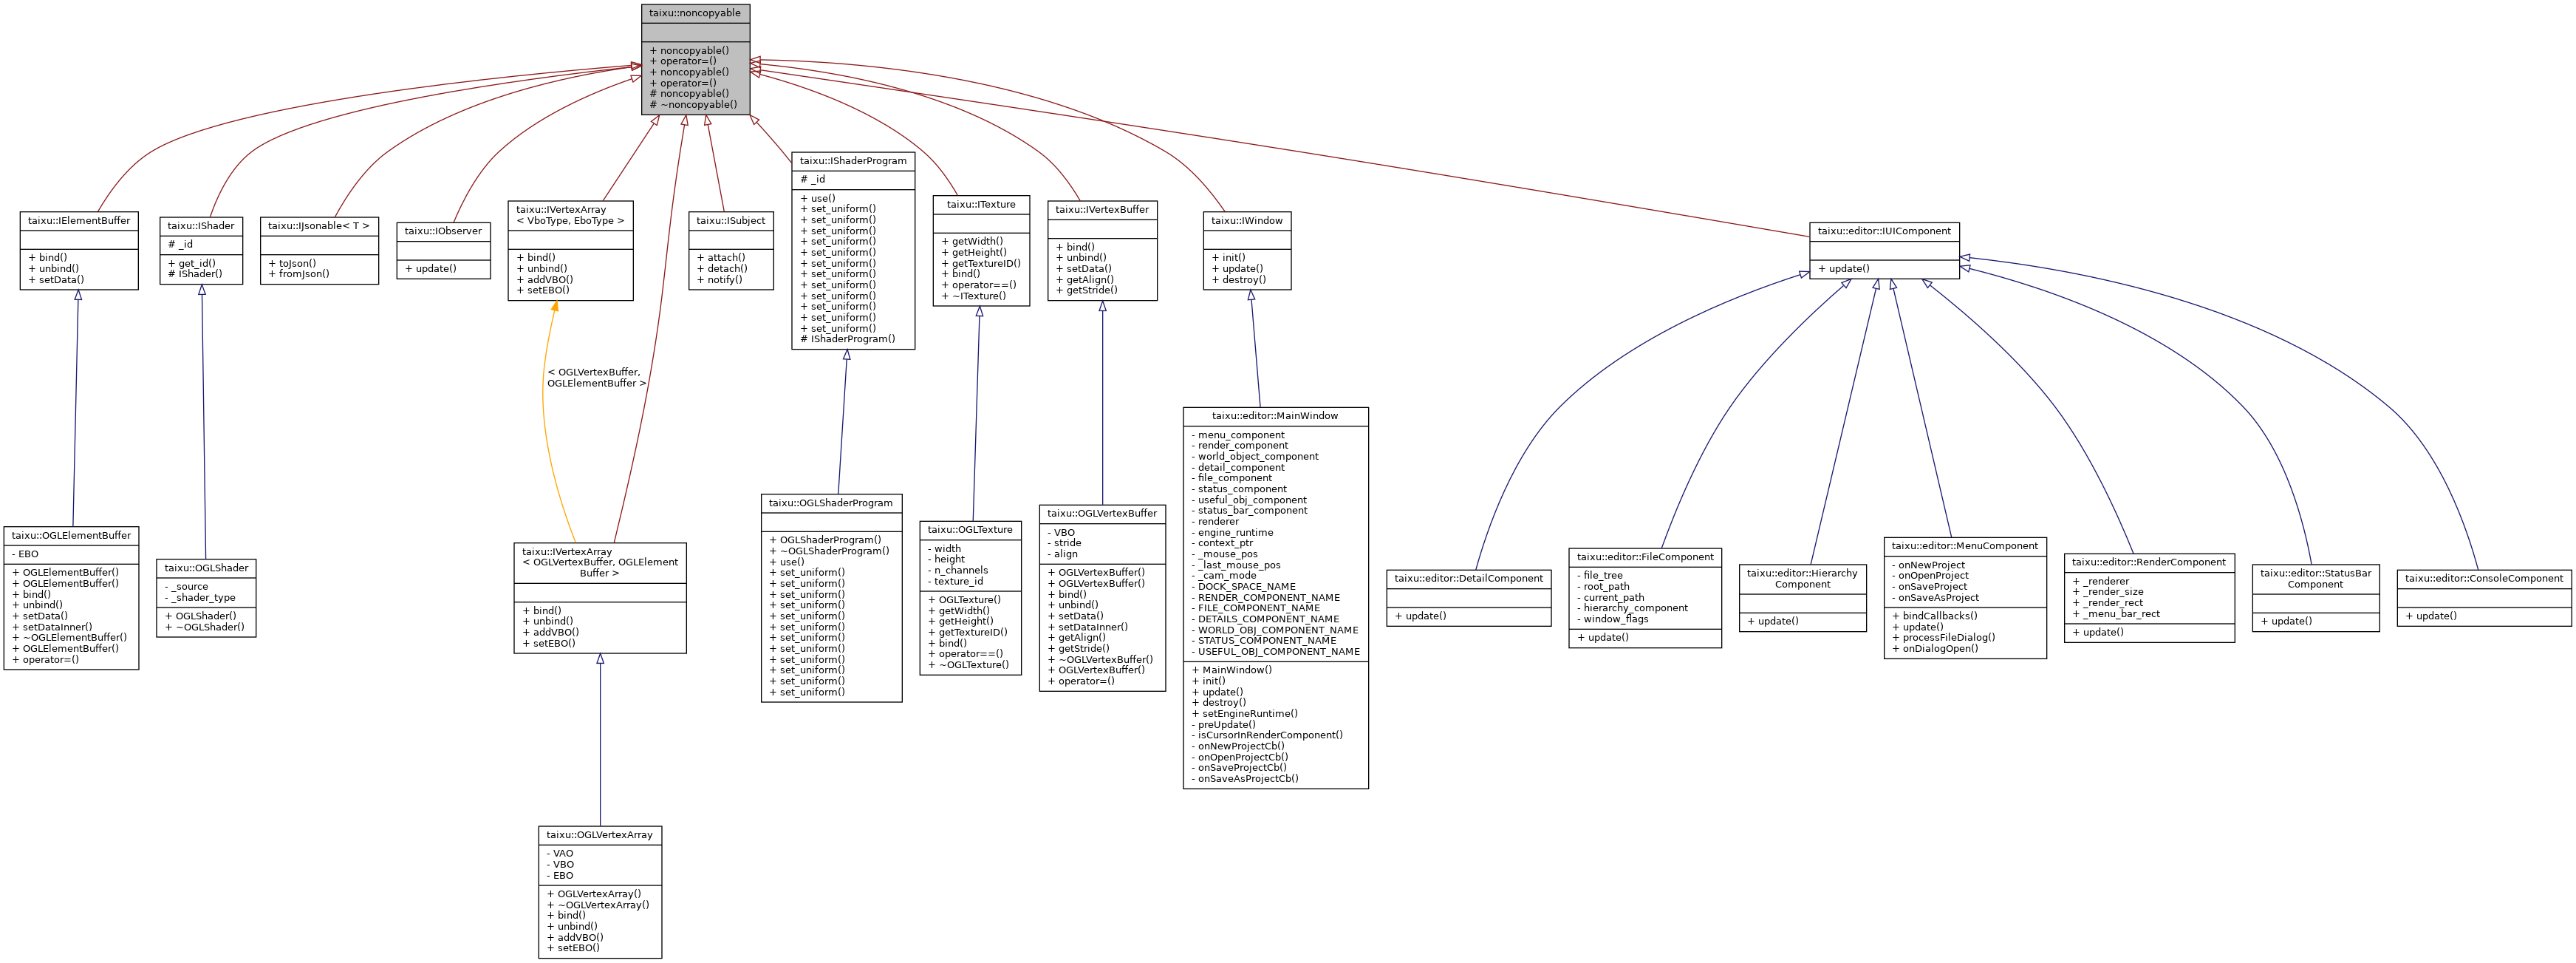 taixu::noncopyable
+ noncopyable()
+ operator=()
+ noncopyable()
+ operator=()
# noncopyable()
# ~noncopyable()
taixu::IElementBuffer
+ bind()
+ unbind()
+ setData()
taixu::IShader
# _id
+ get_id()
# IShader()
taixu::IJsonable< T >
+ toJson()
+ fromJson()
taixu::IObserver
+ update()
taixu::IVertexArray
< VboType, EboType >
+ bind()
+ unbind()
+ addVBO()
+ setEBO()
taixu::ISubject
+ attach()
+ detach()
+ notify()
taixu::IShaderProgram
# _id
+ use()
+ set_uniform()
+ set_uniform()
+ set_uniform()
+ set_uniform()
+ set_uniform()
+ set_uniform()
+ set_uniform()
+ set_uniform()
+ set_uniform()
+ set_uniform()
+ set_uniform()
+ set_uniform()
# IShaderProgram()
taixu::ITexture
+ getWidth()
+ getHeight()
+ getTextureID()
+ bind()
+ operator==()
+ ~ITexture()
taixu::IVertexBuffer
+ bind()
+ unbind()
+ setData()
+ getAlign()
+ getStride()
taixu::IWindow
+ init()
+ update()
+ destroy()
taixu::editor::IUIComponent
+ update()
< OGLVertexBuffer,
OGLElementBuffer >
taixu::OGLElementBuffer
- EBO
+ OGLElementBuffer()
+ OGLElementBuffer()
+ bind()
+ unbind()
+ setData()
+ setDataInner()
+ ~OGLElementBuffer()
+ OGLElementBuffer()
+ operator=()
taixu::OGLShader
- _source
- _shader_type
+ OGLShader()
+ ~OGLShader()
taixu::IVertexArray
< OGLVertexBuffer, OGLElement
Buffer >
+ bind()
+ unbind()
+ addVBO()
+ setEBO()
taixu::OGLShaderProgram
+ OGLShaderProgram()
+ ~OGLShaderProgram()
+ use()
+ set_uniform()
+ set_uniform()
+ set_uniform()
+ set_uniform()
+ set_uniform()
+ set_uniform()
+ set_uniform()
+ set_uniform()
+ set_uniform()
+ set_uniform()
+ set_uniform()
+ set_uniform()
taixu::OGLTexture
- width
- height
- n_channels
- texture_id
+ OGLTexture()
+ getWidth()
+ getHeight()
+ getTextureID()
+ bind()
+ operator==()
+ ~OGLTexture()
taixu::OGLVertexBuffer
- VBO
- stride
- align
+ OGLVertexBuffer()
+ OGLVertexBuffer()
+ bind()
+ unbind()
+ setData()
+ setDataInner()
+ getAlign()
+ getStride()
+ ~OGLVertexBuffer()
+ OGLVertexBuffer()
+ operator=()
taixu::editor::MainWindow
- menu_component
- render_component
- world_object_component
- detail_component
- file_component
- status_component
- useful_obj_component
- status_bar_component
- renderer
- engine_runtime
- context_ptr
- _mouse_pos
- _last_mouse_pos
- _cam_mode
- DOCK_SPACE_NAME
- RENDER_COMPONENT_NAME
- FILE_COMPONENT_NAME
- DETAILS_COMPONENT_NAME
- WORLD_OBJ_COMPONENT_NAME
- STATUS_COMPONENT_NAME
- USEFUL_OBJ_COMPONENT_NAME
+ MainWindow()
+ init()
+ update()
+ destroy()
+ setEngineRuntime()
- preUpdate()
- isCursorInRenderComponent()
- onNewProjectCb()
- onOpenProjectCb()
- onSaveProjectCb()
- onSaveAsProjectCb()
taixu::editor::DetailComponent
+ update()
taixu::editor::FileComponent
- file_tree
- root_path
- current_path
- hierarchy_component
- window_flags
+ update()
taixu::editor::Hierarchy
Component
+ update()
taixu::editor::MenuComponent
- onNewProject
- onOpenProject
- onSaveProject
- onSaveAsProject
+ bindCallbacks()
+ update()
+ processFileDialog()
+ onDialogOpen()
taixu::editor::RenderComponent
+ _renderer
+ _render_size
+ _render_rect
+ _menu_bar_rect
+ update()
taixu::editor::StatusBar
Component
+ update()
taixu::editor::ConsoleComponent
+ update()
taixu::OGLVertexArray
- VAO
- VBO
- EBO
+ OGLVertexArray()
+ ~OGLVertexArray()
+ bind()
+ unbind()
+ addVBO()
+ setEBO()